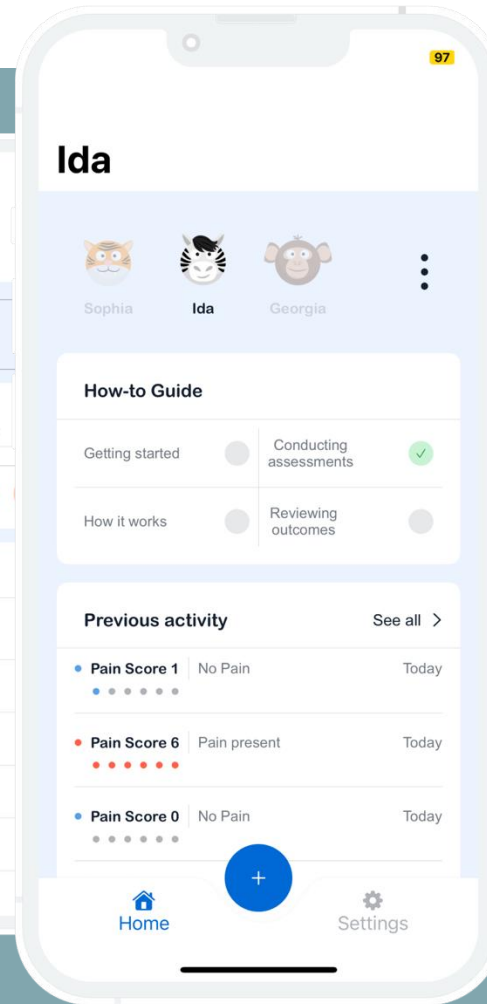 97
Ida
Sophia
Ida
Georgia
How-to Guide
Getting started
Conducting
assessments
How it works
Reviewing
outcomes
Previous activity
See all >
Pain Score 1
No Pain
Today
Pain Score 6
Pain present
Today
Pain Score 0
No Pain
Today
+
Home
Settings